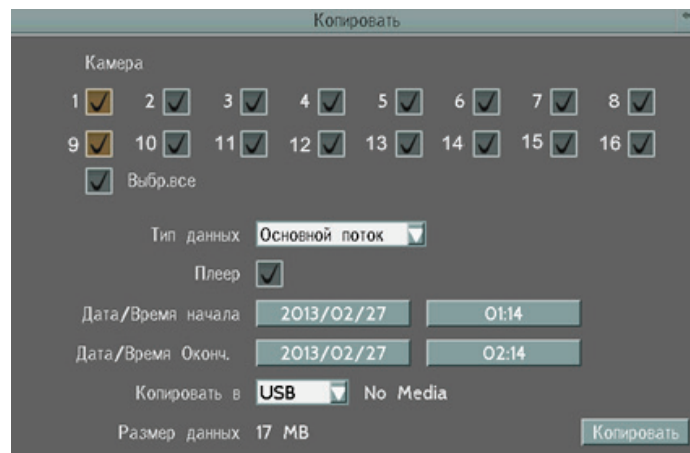 Копировать
Камера
1 2 3 4 5 6 7 8
9 10 11 12 13 14 15 16
Выбр.все
Тип данных Основной поток
Плеер
Дата/Время начала 2013/02/27 01:14
Дата/Время Оконч. 2013/02/27 02:14
Копировать в USB No Media
Размер данных 17 MB Копировать